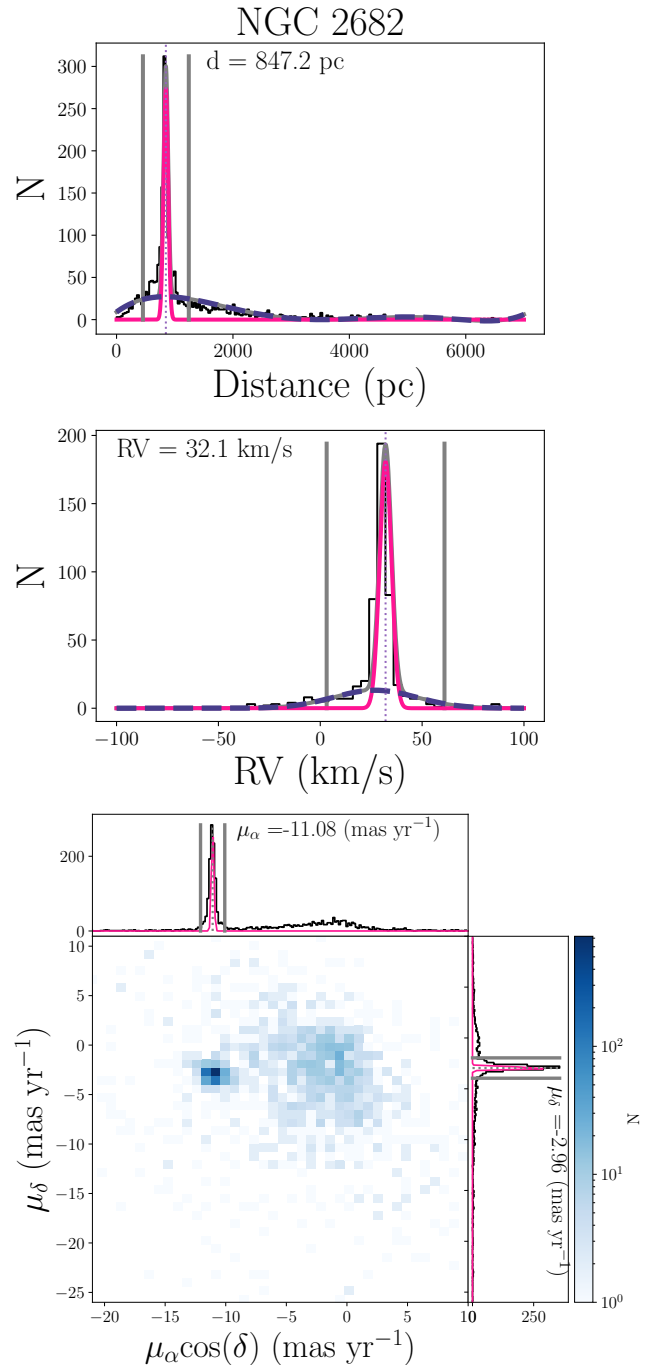 NGC 2682
d = 847.2 pc
300
250
200
150
100
50
0
N
0 2000 4000 6000
Distance (pc)
RV = 32.1 km/s
200
150
100
50
0
N
−100 −50 0 50 100
RV (km/s)
μα =-11.08 (mas yr−1)
200
0
10
5
0
−5
−10
−15
−20
−25
μδ (mas yr−1)
−20 −15 −10 −5 0 5 10
μαcos(δ) (mas yr−1)
0 250
μδ =-2.96 (mas yr−1)
10²
10¹
10⁰
N